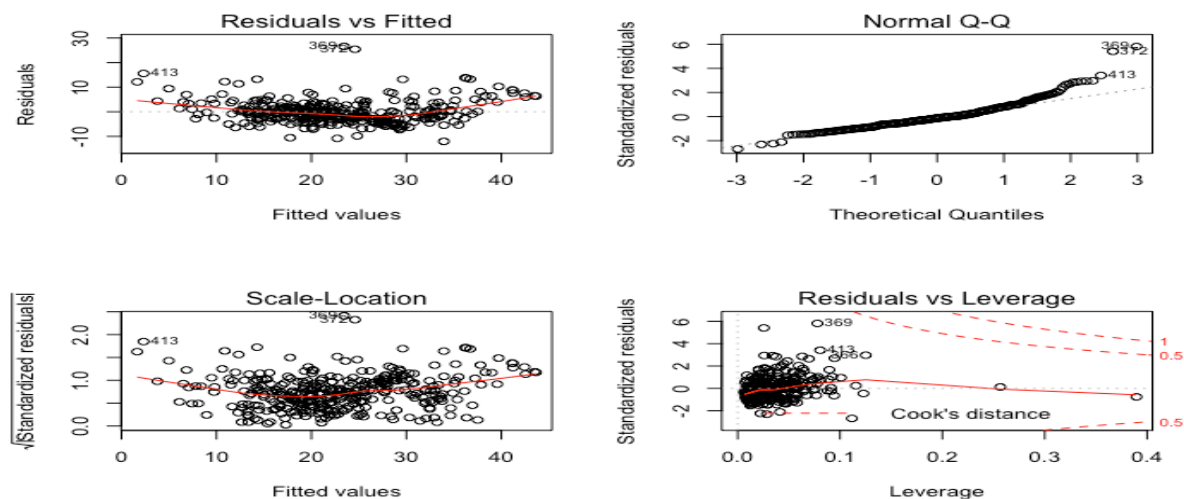 Residuals vs Fitted
Residuals
30
10
-10
369
372
413
0 10 20 30 40
Fitted values
Normal Q-Q
Standardized residuals
6
4
2
0
-2
369
372
413
-3 -2 -1 0 1 2 3
Theoretical Quantiles
Scale-Location
√|Standardized residuals|
2.0
1.0
0.0
369
372
413
0 10 20 30 40
Fitted values
Residuals vs Leverage
Standardized residuals
6
4
2
0
-2
369
413
1
0.5
0.5
Cook's distance
0.0 0.1 0.2 0.3 0.4
Leverage